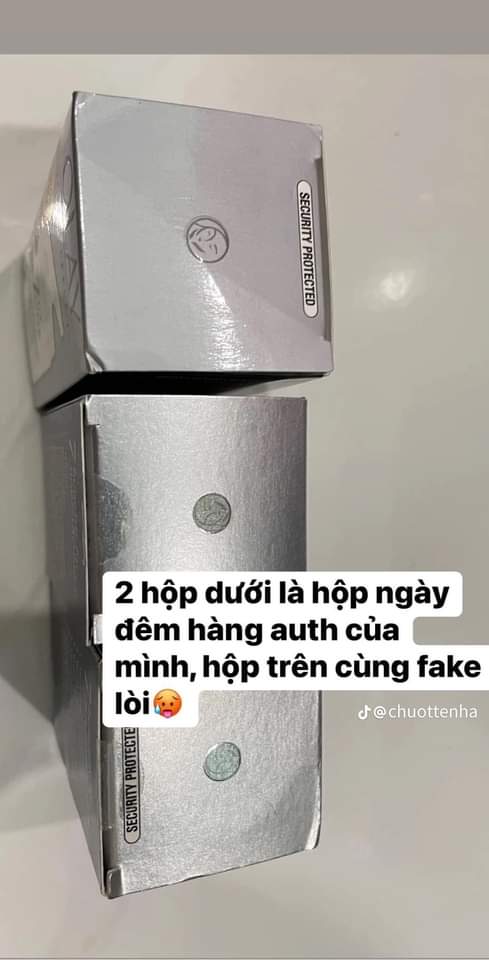 SECURITY PROTECTED
2 hộp dưới là hộp ngày
đêm hàng auth của
mình, hộp trên cùng fake
lòi🥵
@chuottenha
SECURITY PROTECTE